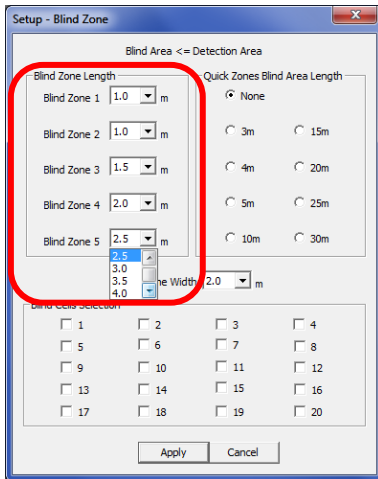 Setup - Blind Zone
Blind Area <= Detection Area
Blind Zone Length
Quick Zones Blind Area Length
Blind Zone 1 1.0 m
None
Blind Zone 2 1.0 m
3m 15m
Blind Zone 3 1.5 m
4m 20m
Blind Zone 4 2.0 m
5m 25m
Blind Zone 5 2.5 m
10m 30m
2.5
3.0
3.5
4.0
Width 2.0 m
Blind Cells Selection
1 2 3 4
5 6 7 8
9 10 11 12
13 14 15 16
17 18 19 20
Apply Cancel